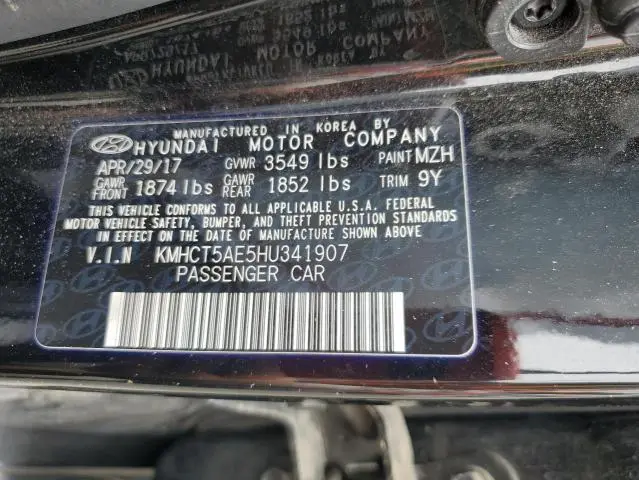 MANUFACTURED IN KOREA BY
HYUNDAI MOTOR COMPANY
APR/29/17 GVWR 3549 lbs PAINT MZH
GAWR FRONT 1874 lbs GAWR REAR 1852 lbs TRIM 9Y
THIS VEHICLE CONFORMS TO ALL APPLICABLE U.S.A. FEDERAL
MOTOR VEHICLE SAFETY, BUMPER, AND THEFT PREVENTION STANDARDS
IN EFFECT ON THE DATE OF MANUFACTURE SHOWN ABOVE
V.I.N KMHCT5AE5HU341907
PASSENGER CAR